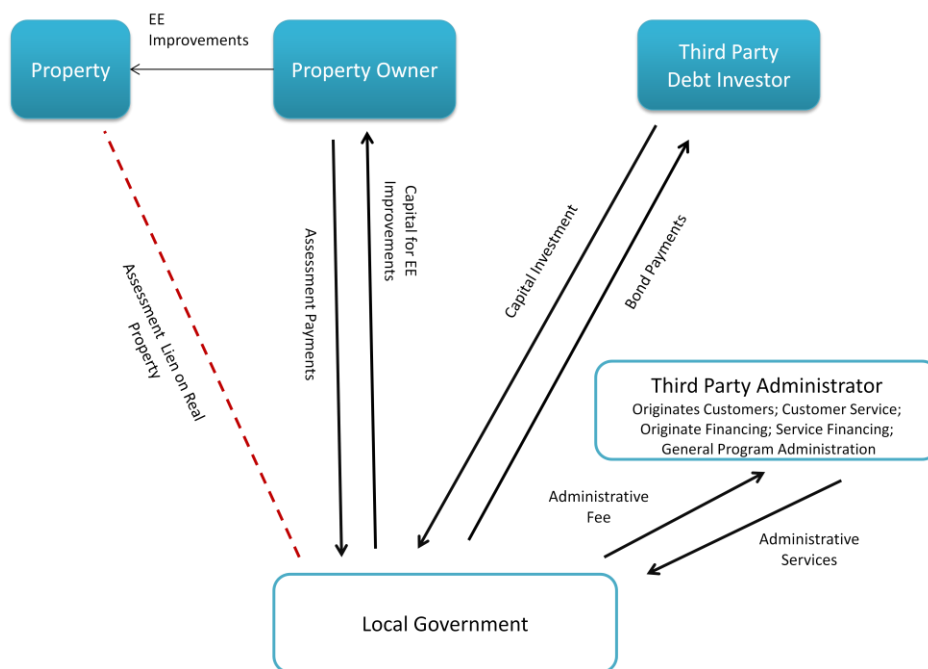 EE
Improvements
Property
Property Owner
Third Party
Debt Investor
Assessment Lien on Real
Property
Assessment Payments
Capital for EE
Improvements
Capital Investment
Bond Payments
Third Party Administrator
Originates Customers; Customer Service;
Originate Financing; Service Financing;
General Program Administration
Administrative
Fee
Administrative
Services
Local Government